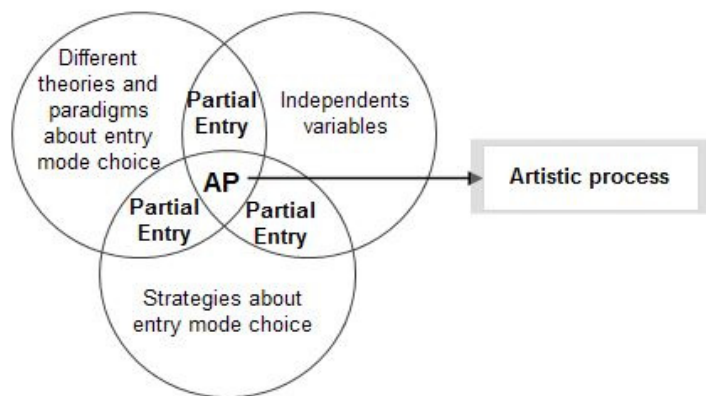 Different
theories and
paradigms
about entry
mode choice
Partial
Entry
Independents
variables
AP
Artistic process
Partial
Entry
Partial
Entry
Strategies about
entry mode choice